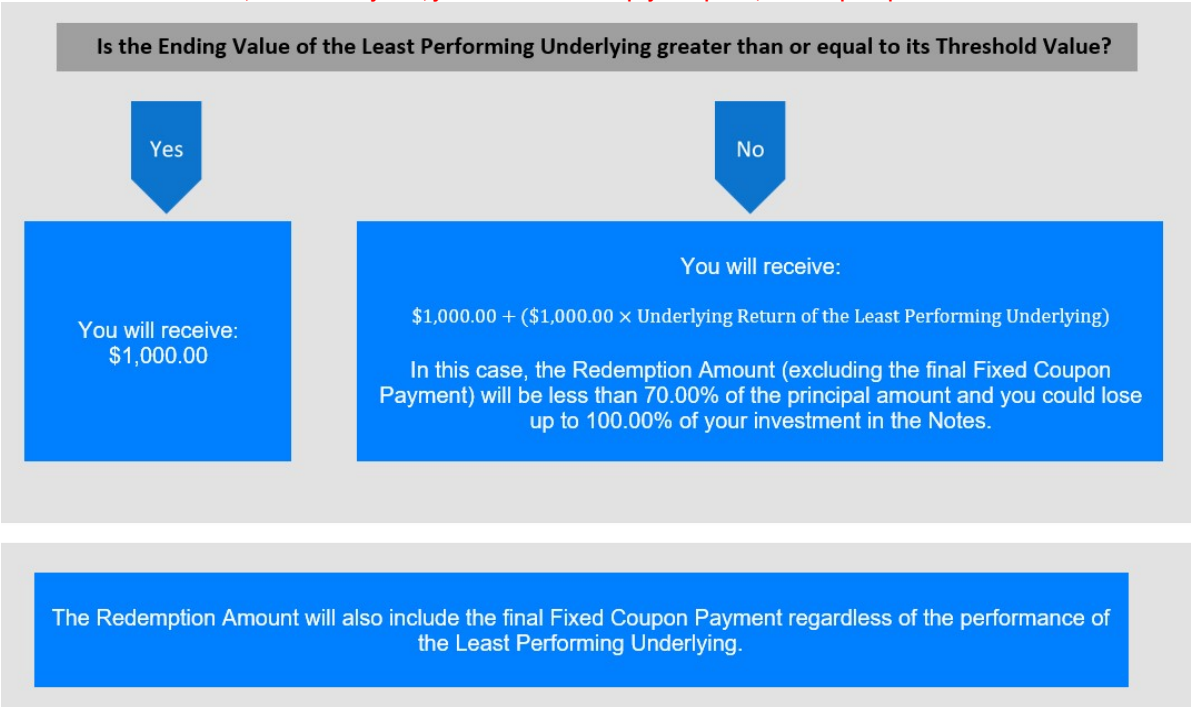 Is the Ending Value of the Least Performing Underlying greater than or equal to its Threshold Value?
Yes
No
You will receive:
$1,000.00
You will receive:
$1,000.00 + ($1,000.00 × Underlying Return of the Least Performing Underlying)
In this case, the Redemption Amount (excluding the final Fixed Coupon
Payment) will be less than 70.00% of the principal amount and you could lose
up to 100.00% of your investment in the Notes.
The Redemption Amount will also include the final Fixed Coupon Payment regardless of the performance of
the Least Performing Underlying.